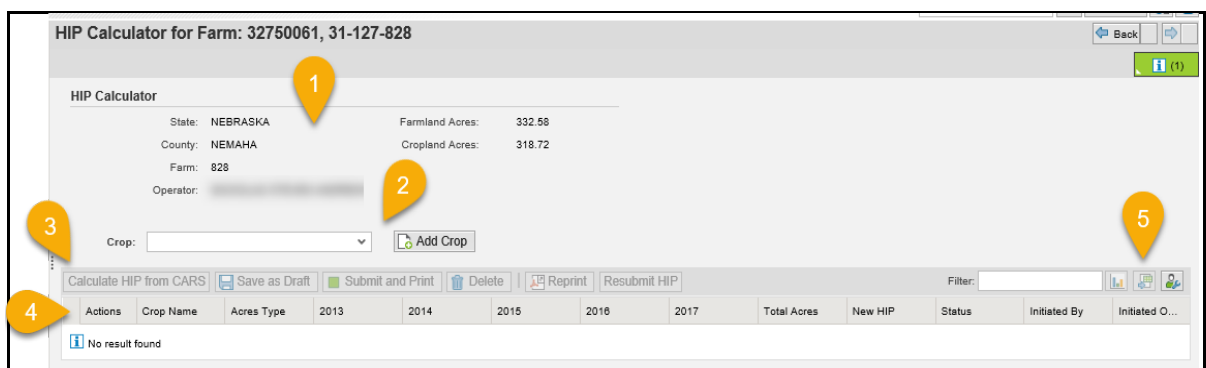 HIP Calculator for Farm: 32750061, 31-127-828
Back
(1)
1
HIP Calculator
State: NEBRASKA Farmland Acres: 332.58
County: NEMAHA Cropland Acres: 318.72
Farm: 828
Operator:
2
3
5
Crop: Add Crop
Calculate HIP from CARS Save as Draft Submit and Print Delete Reprint Resubmit HIP Filter:
4
Actions Crop Name Acres Type 2013 2014 2015 2016 2017 Total Acres New HIP Status Initiated By Initiated O...
No result found